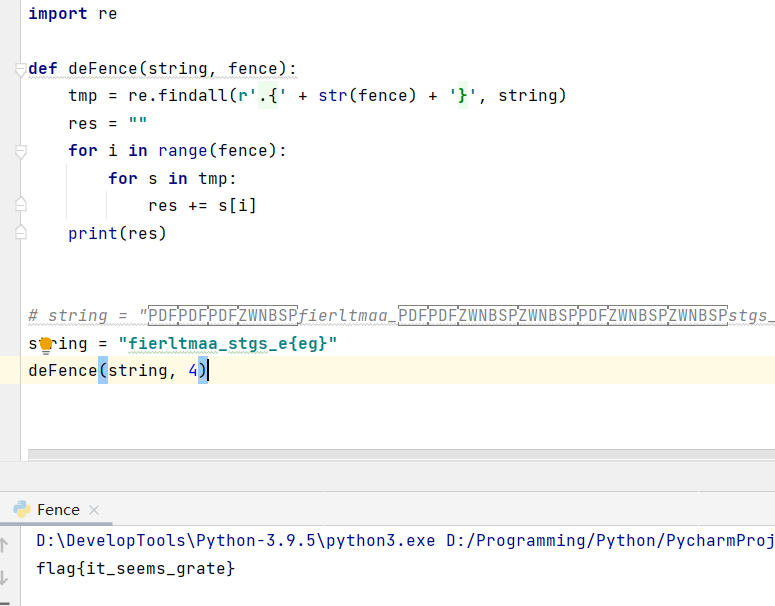 import re
def deFence(string, fence):
    tmp = re.findall(r'.{' + str(fence) + '}', string)
    res = ""
    for i in range(fence):
        for s in tmp:
            res += s[i]
    print(res)
# string = "PDFPDFPDFZWNBSPfierltmaa_PDFPDFZWNBSPZWNBSPPDFZWNBSPZWNBSPstgs_
string = "fierltmaa_stgs_e{eg}"
deFence(string, 4)
Fence
D:\DevelopTools\Python-3.9.5\python3.exe D:/Programming/Python/PycharmProj
flag{it_seems_grate}